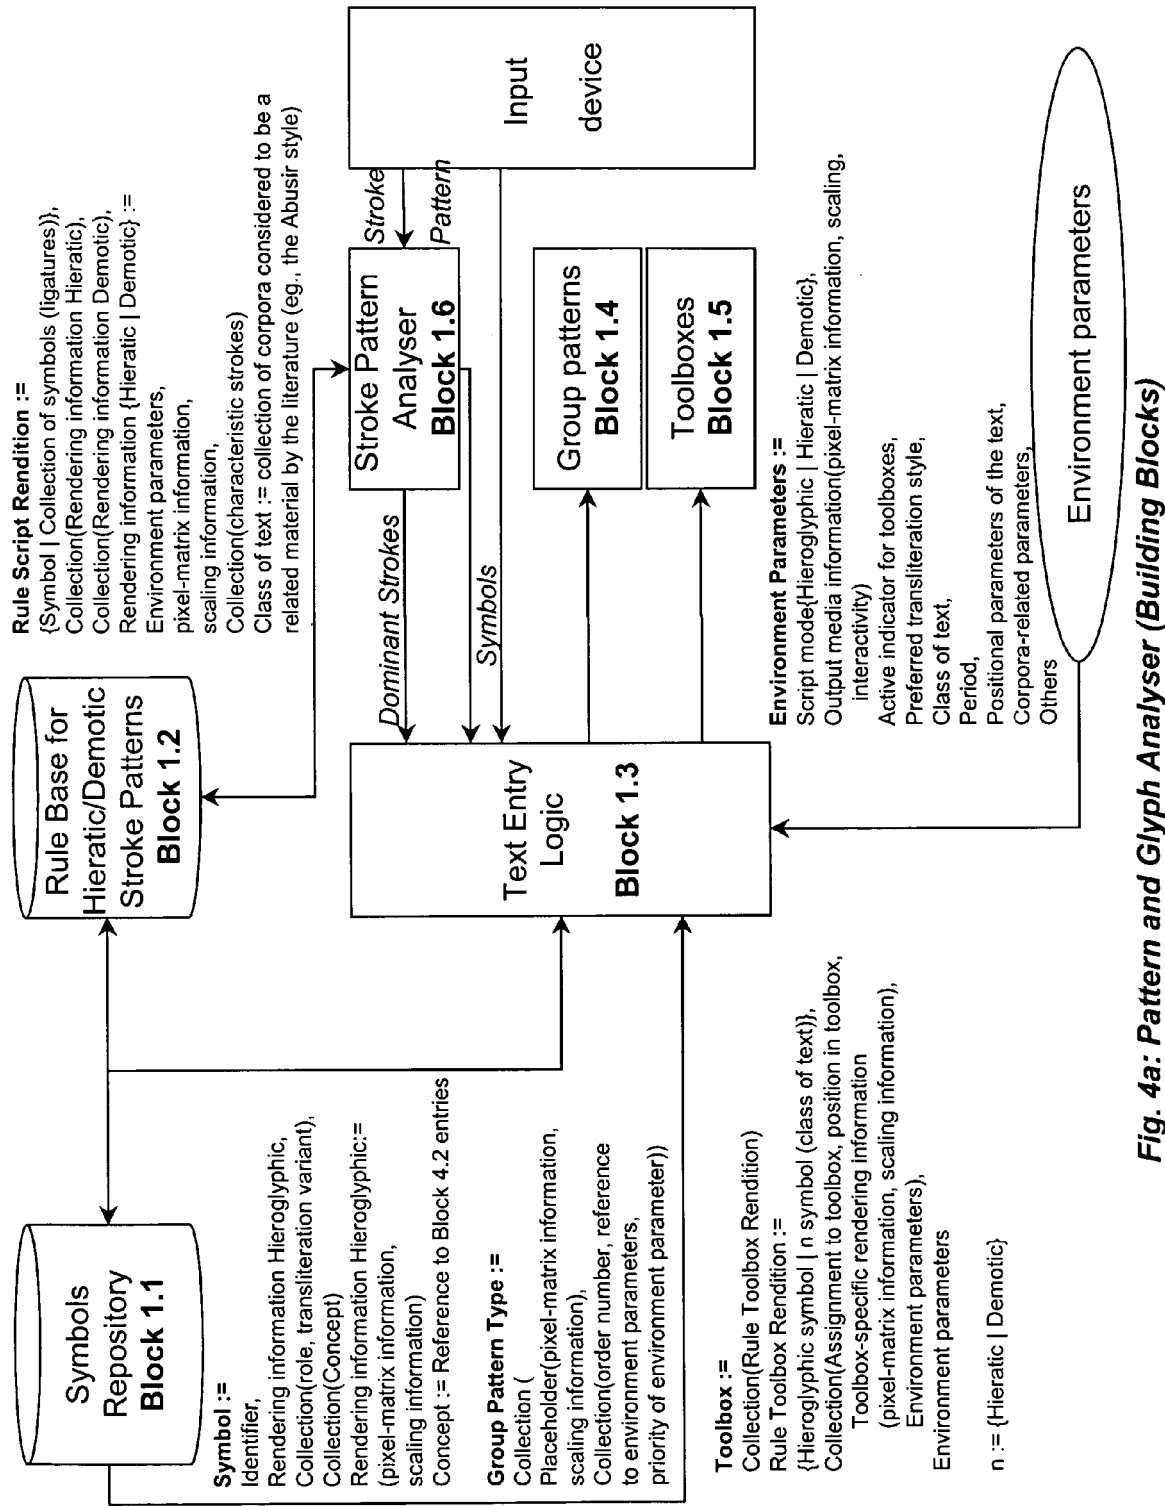 Symbols
Repository
Block 1.1
Rule Base for
Hieratic/Demotic
Stroke Patterns
Block 1.2
Rule Script Rendition :=
{Symbol | Collection of symbols (ligatures)},
Collection(Rendering information Hieratic),
Collection(Rendering information Demotic),
Rendering information {Hieratic | Demotic} :=
Environment parameters,
pixel-matrix information,
scaling information,
Collection(characteristic strokes)
Class of text := collection of corpora considered to be a
related material by the literature (eg., the Abusir style)
Symbol :=
Identifier,
Rendering information Hieroglyphic,
Collection(role, transliteration variant),
Collection(Concept)
Rendering information Hieroglyphic:=
(pixel-matrix information,
scaling information)
Concept := Reference to Block 4.2 entries
Group Pattern Type :=
Collection (
Placeholder(pixel-matrix information,
scaling information),
Collection(order number, reference
to environment parameters,
priority of environment parameter))
Text Entry
Logic
Block 1.3
Dominant Strokes
Symbols
Stroke Pattern
Analyser
Block 1.6
Stroke
Pattern
Input
device
Group patterns
Block 1.4
Toolboxes
Block 1.5
Toolbox :=
Collection(Rule Toolbox Rendition)
Rule Toolbox Rendition :=
{Hieroglyphic symbol | n symbol (class of text)},
Collection(Assignment to toolbox, position in toolbox,
Toolbox-specific rendering information
(pixel-matrix information, scaling information),
Environment parameters),
Environment parameters
n := {Hieratic | Demotic}
Environment Parameters :=
Script mode{Hieroglyphic | Hieratic | Demotic},
Output media information(pixel-matrix information, scaling,
interactivity)
Active indicator for toolboxes,
Preferred transliteration style,
Class of text,
Period,
Positional parameters of the text,
Corpora-related parameters,
Others
Environment parameters
Fig. 4a: Pattern and Glyph Analyser (Building Blocks)